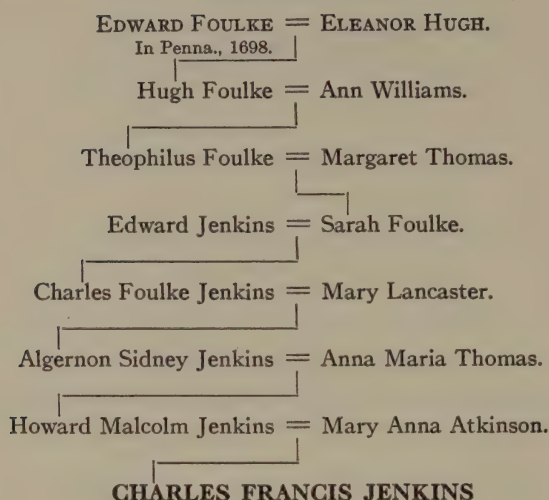 EDWARD FOULKE = ELEANOR HUGH.
In Penna., 1698.
Hugh Foulke = Ann Williams.
Theophilus Foulke = Margaret Thomas.
Edward Jenkins = Sarah Foulke.
Charles Foulke Jenkins = Mary Lancaster.
Algernon Sidney Jenkins = Anna Maria Thomas.
Howard Malcolm Jenkins = Mary Anna Atkinson.
CHARLES FRANCIS JENKINS